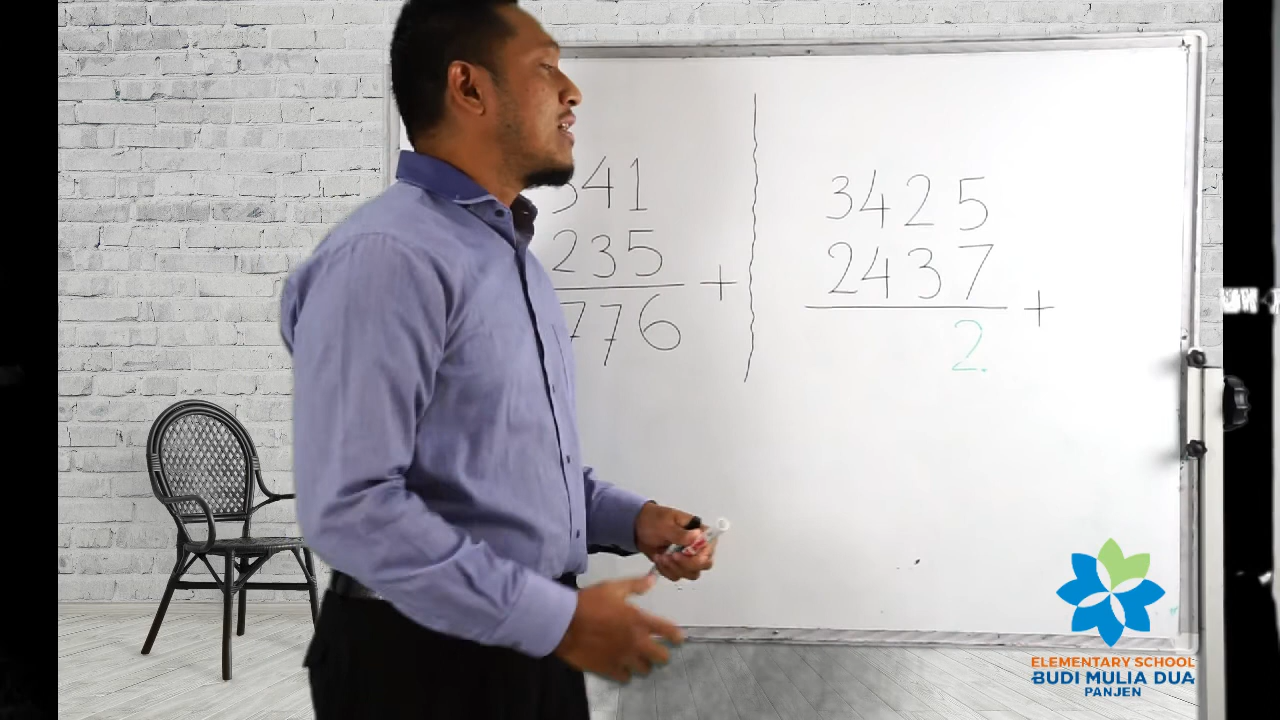 341
235 +
776
3425
2437 +
2.
ELEMENTARY SCHOOL
BUDI MULIA DUA
PANJEN